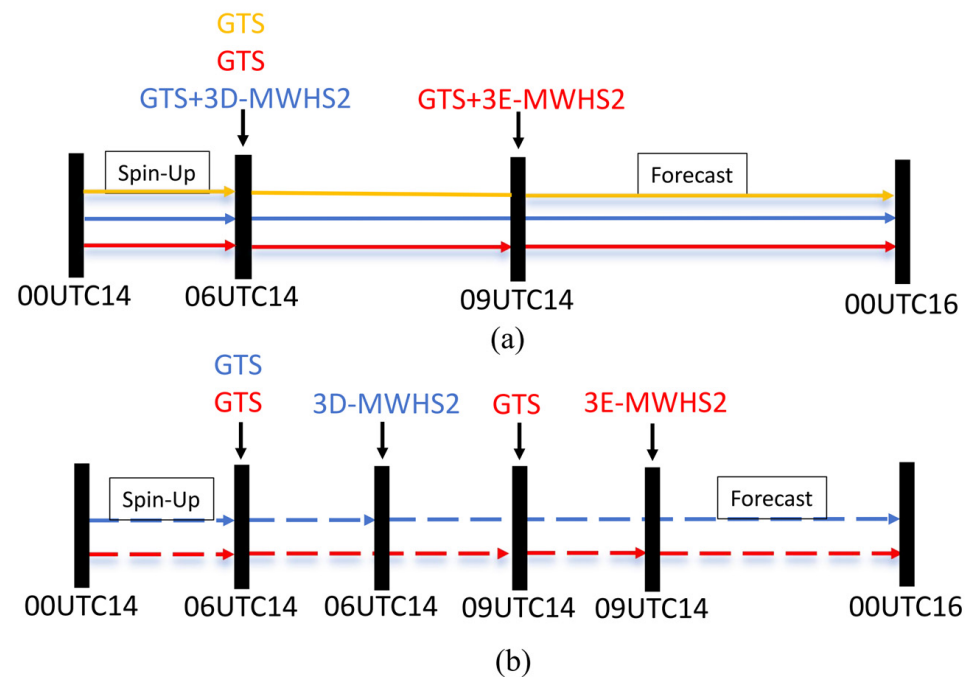 GTS
GTS
GTS+3D-MWHS2 GTS+3E-MWHS2
Spin-Up Forecast
00UTC14 06UTC14 09UTC14 00UTC16
(a)
GTS
GTS 3D-MWHS2 GTS 3E-MWHS2
Spin-Up Forecast
00UTC14 06UTC14 06UTC14 09UTC14 09UTC14 00UTC16
(b)